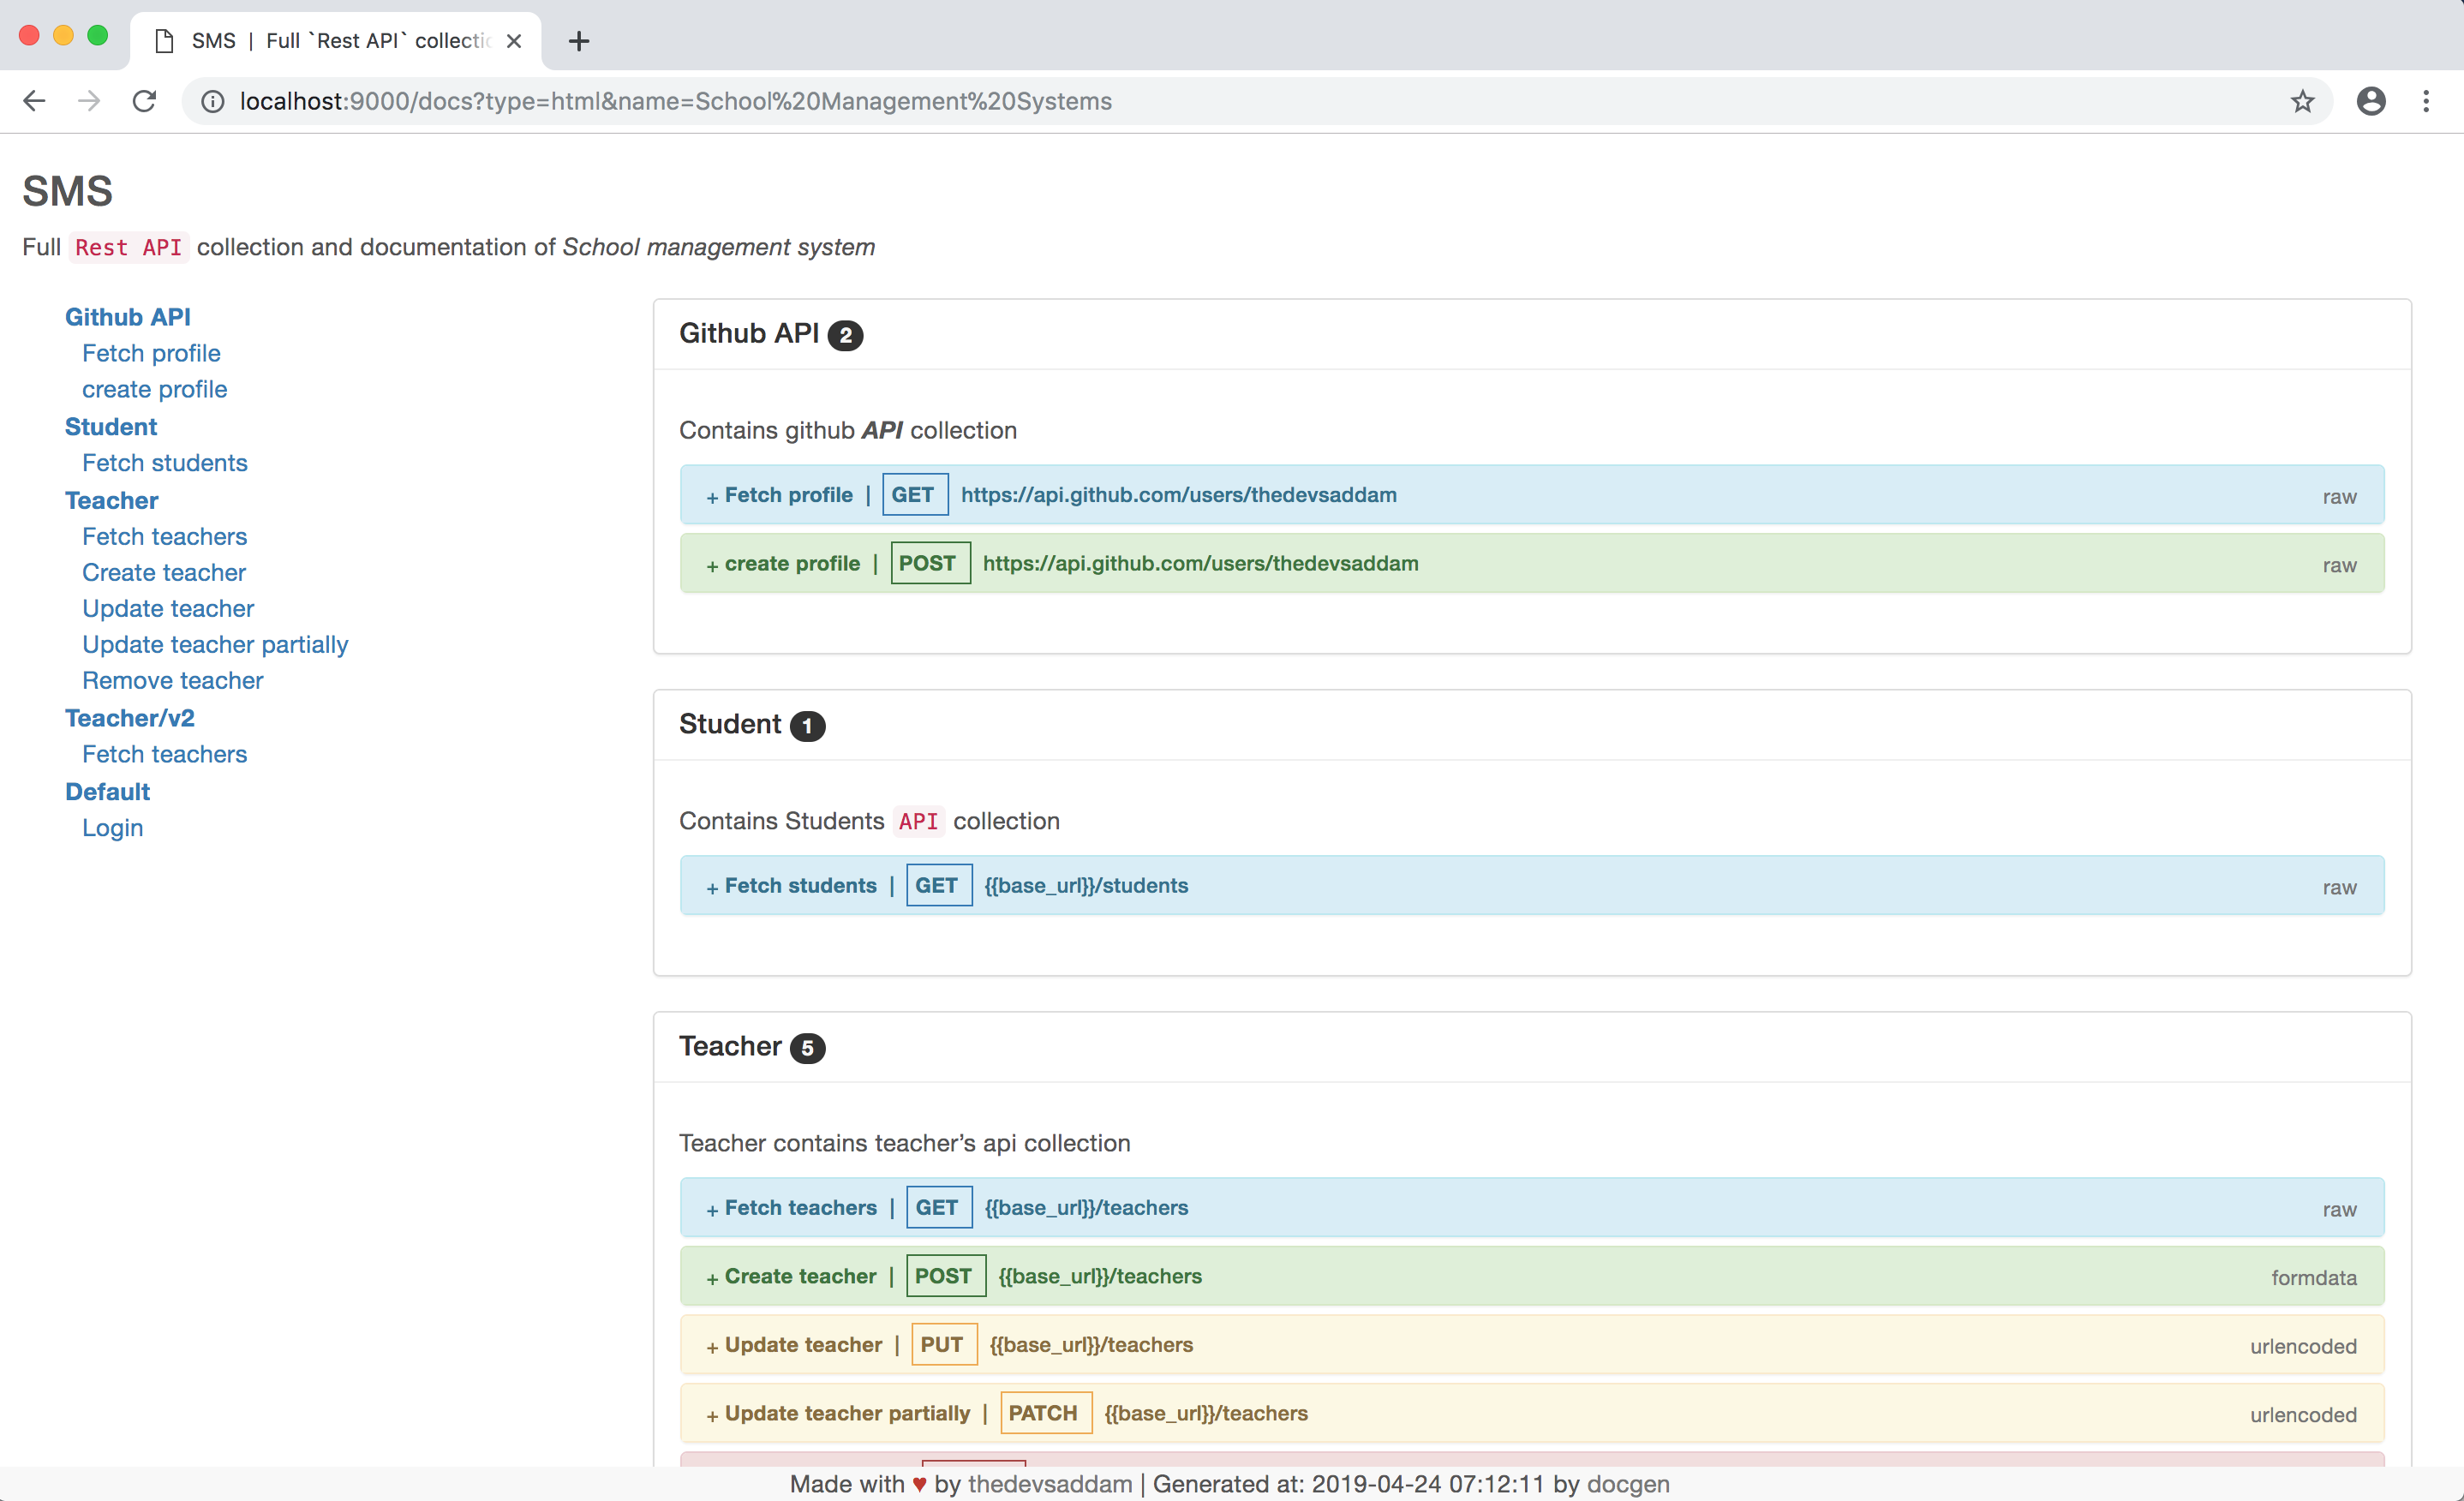 SMS | Full `Rest API` collectio
localhost:9000/docs?type=html&name=School%20Management%20Systems
SMS
Full Rest API collection and documentation of School management system
Github API
Fetch profile
create profile
Student
Fetch students
Teacher
Fetch teachers
Create teacher
Update teacher
Update teacher partially
Remove teacher
Teacher/v2
Fetch teachers
Default
Login
Github API 2
Contains github API collection
+ Fetch profile | GET https://api.github.com/users/thedevsaddam raw
+ create profile | POST https://api.github.com/users/thedevsaddam raw
Student 1
Contains Students API collection
+ Fetch students | GET {{base_url}}/students raw
Teacher 5
Teacher contains teacher’s api collection
+ Fetch teachers | GET {{base_url}}/teachers raw
+ Create teacher | POST {{base_url}}/teachers formdata
+ Update teacher | PUT {{base_url}}/teachers urlencoded
+ Update teacher partially | PATCH {{base_url}}/teachers urlencoded
Made with ♥ by thedevsaddam | Generated at: 2019-04-24 07:12:11 by docgen